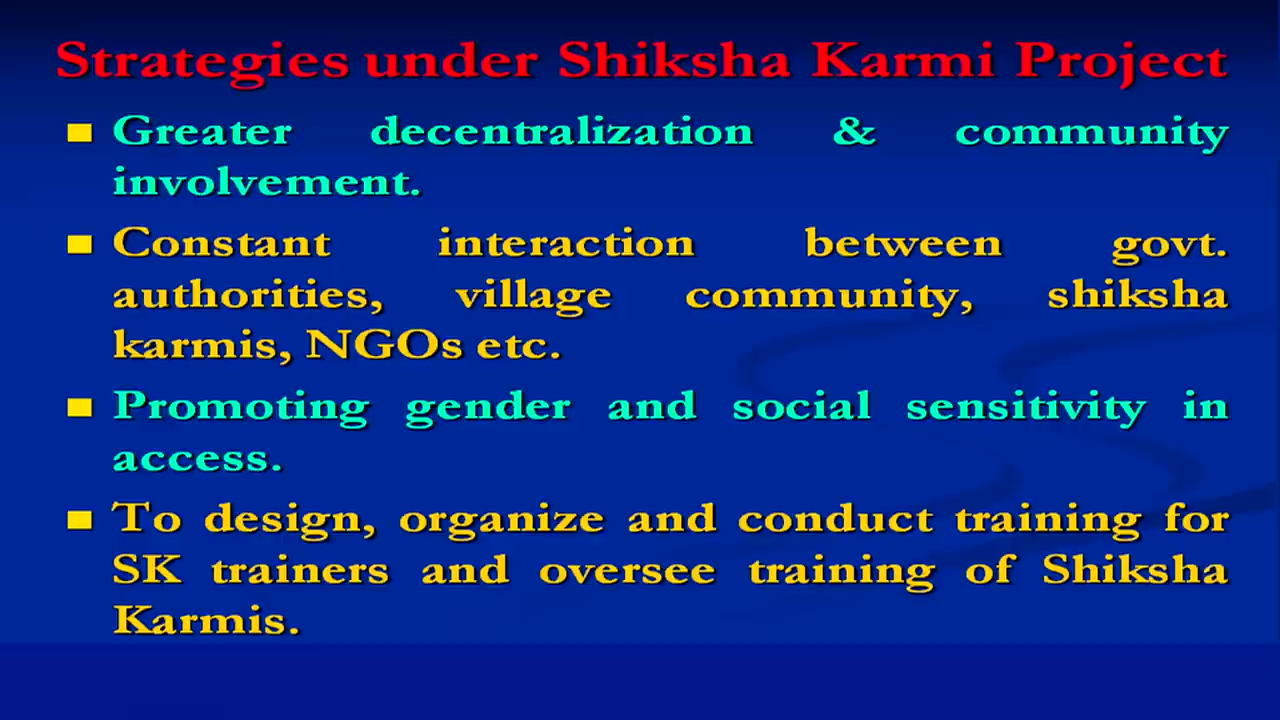 Strategies under Shiksha Karmi Project
Greater decentralization & community
involvement.
Constant interaction between govt.
authorities, village community, shiksha
karmis, NGOs etc.
Promoting gender and social sensitivity in
access.
To design, organize and conduct training for
SK trainers and oversee training of Shiksha
Karmis.